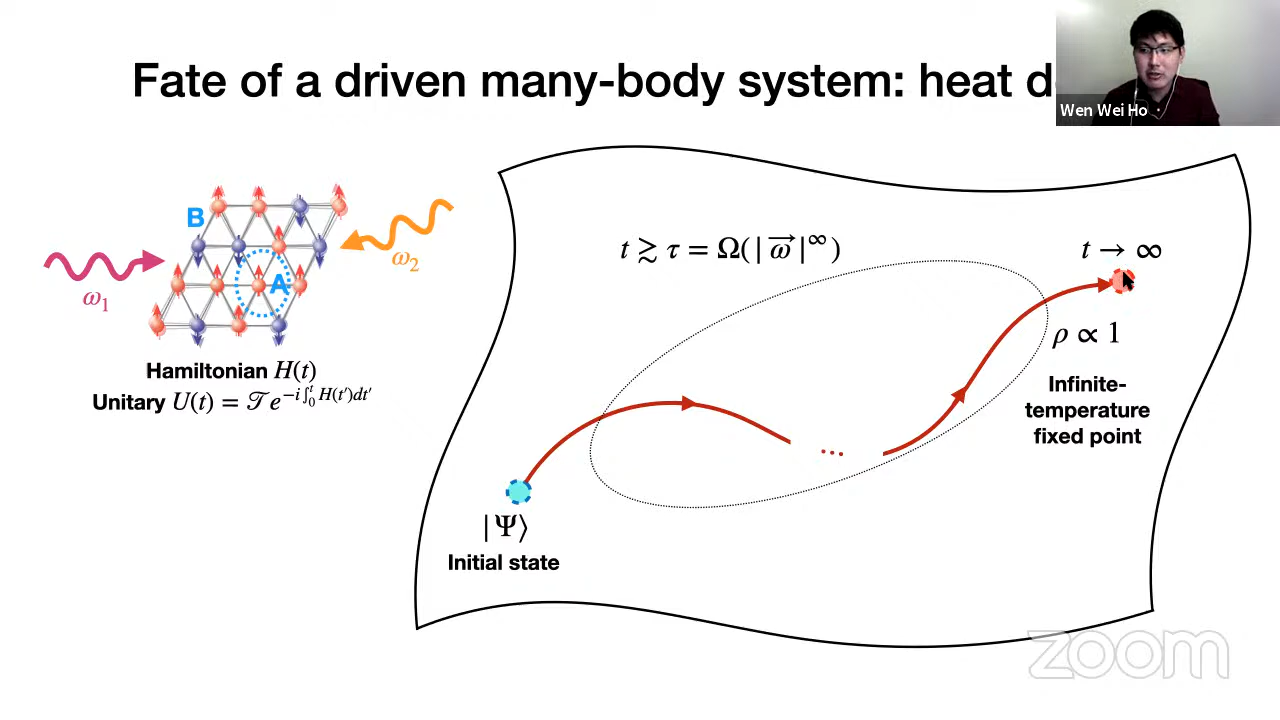 Fate of a driven many-body system: heat d
Wen Wei Ho
B
A
ω₁
ω₂
Hamiltonian H(t)
Unitary U(t) = 𝒯 e^{-i∫₀ᵗ H(t′)dt′}
t ≳ τ = Ω(|ω⃗|^∞)
t → ∞
ρ ∝ 1
Infinite-
temperature
fixed point
...
|Ψ⟩
Initial state
zoom